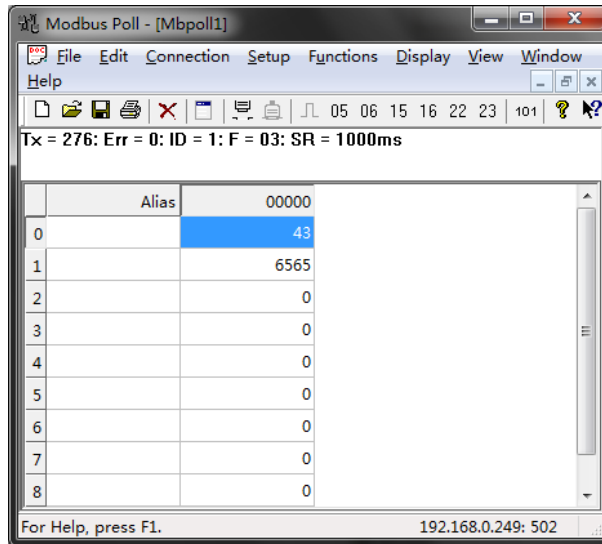 Modbus Poll - [Mbpoll1]
File Edit Connection Setup Functions Display View Window
Help
05 06 15 16 22 23 101
Tx = 276: Err = 0: ID = 1: F = 03: SR = 1000ms
Alias 00000
0 43
1 6565
2 0
3 0
4 0
5 0
6 0
7 0
8 0
For Help, press F1. 192.168.0.249: 502